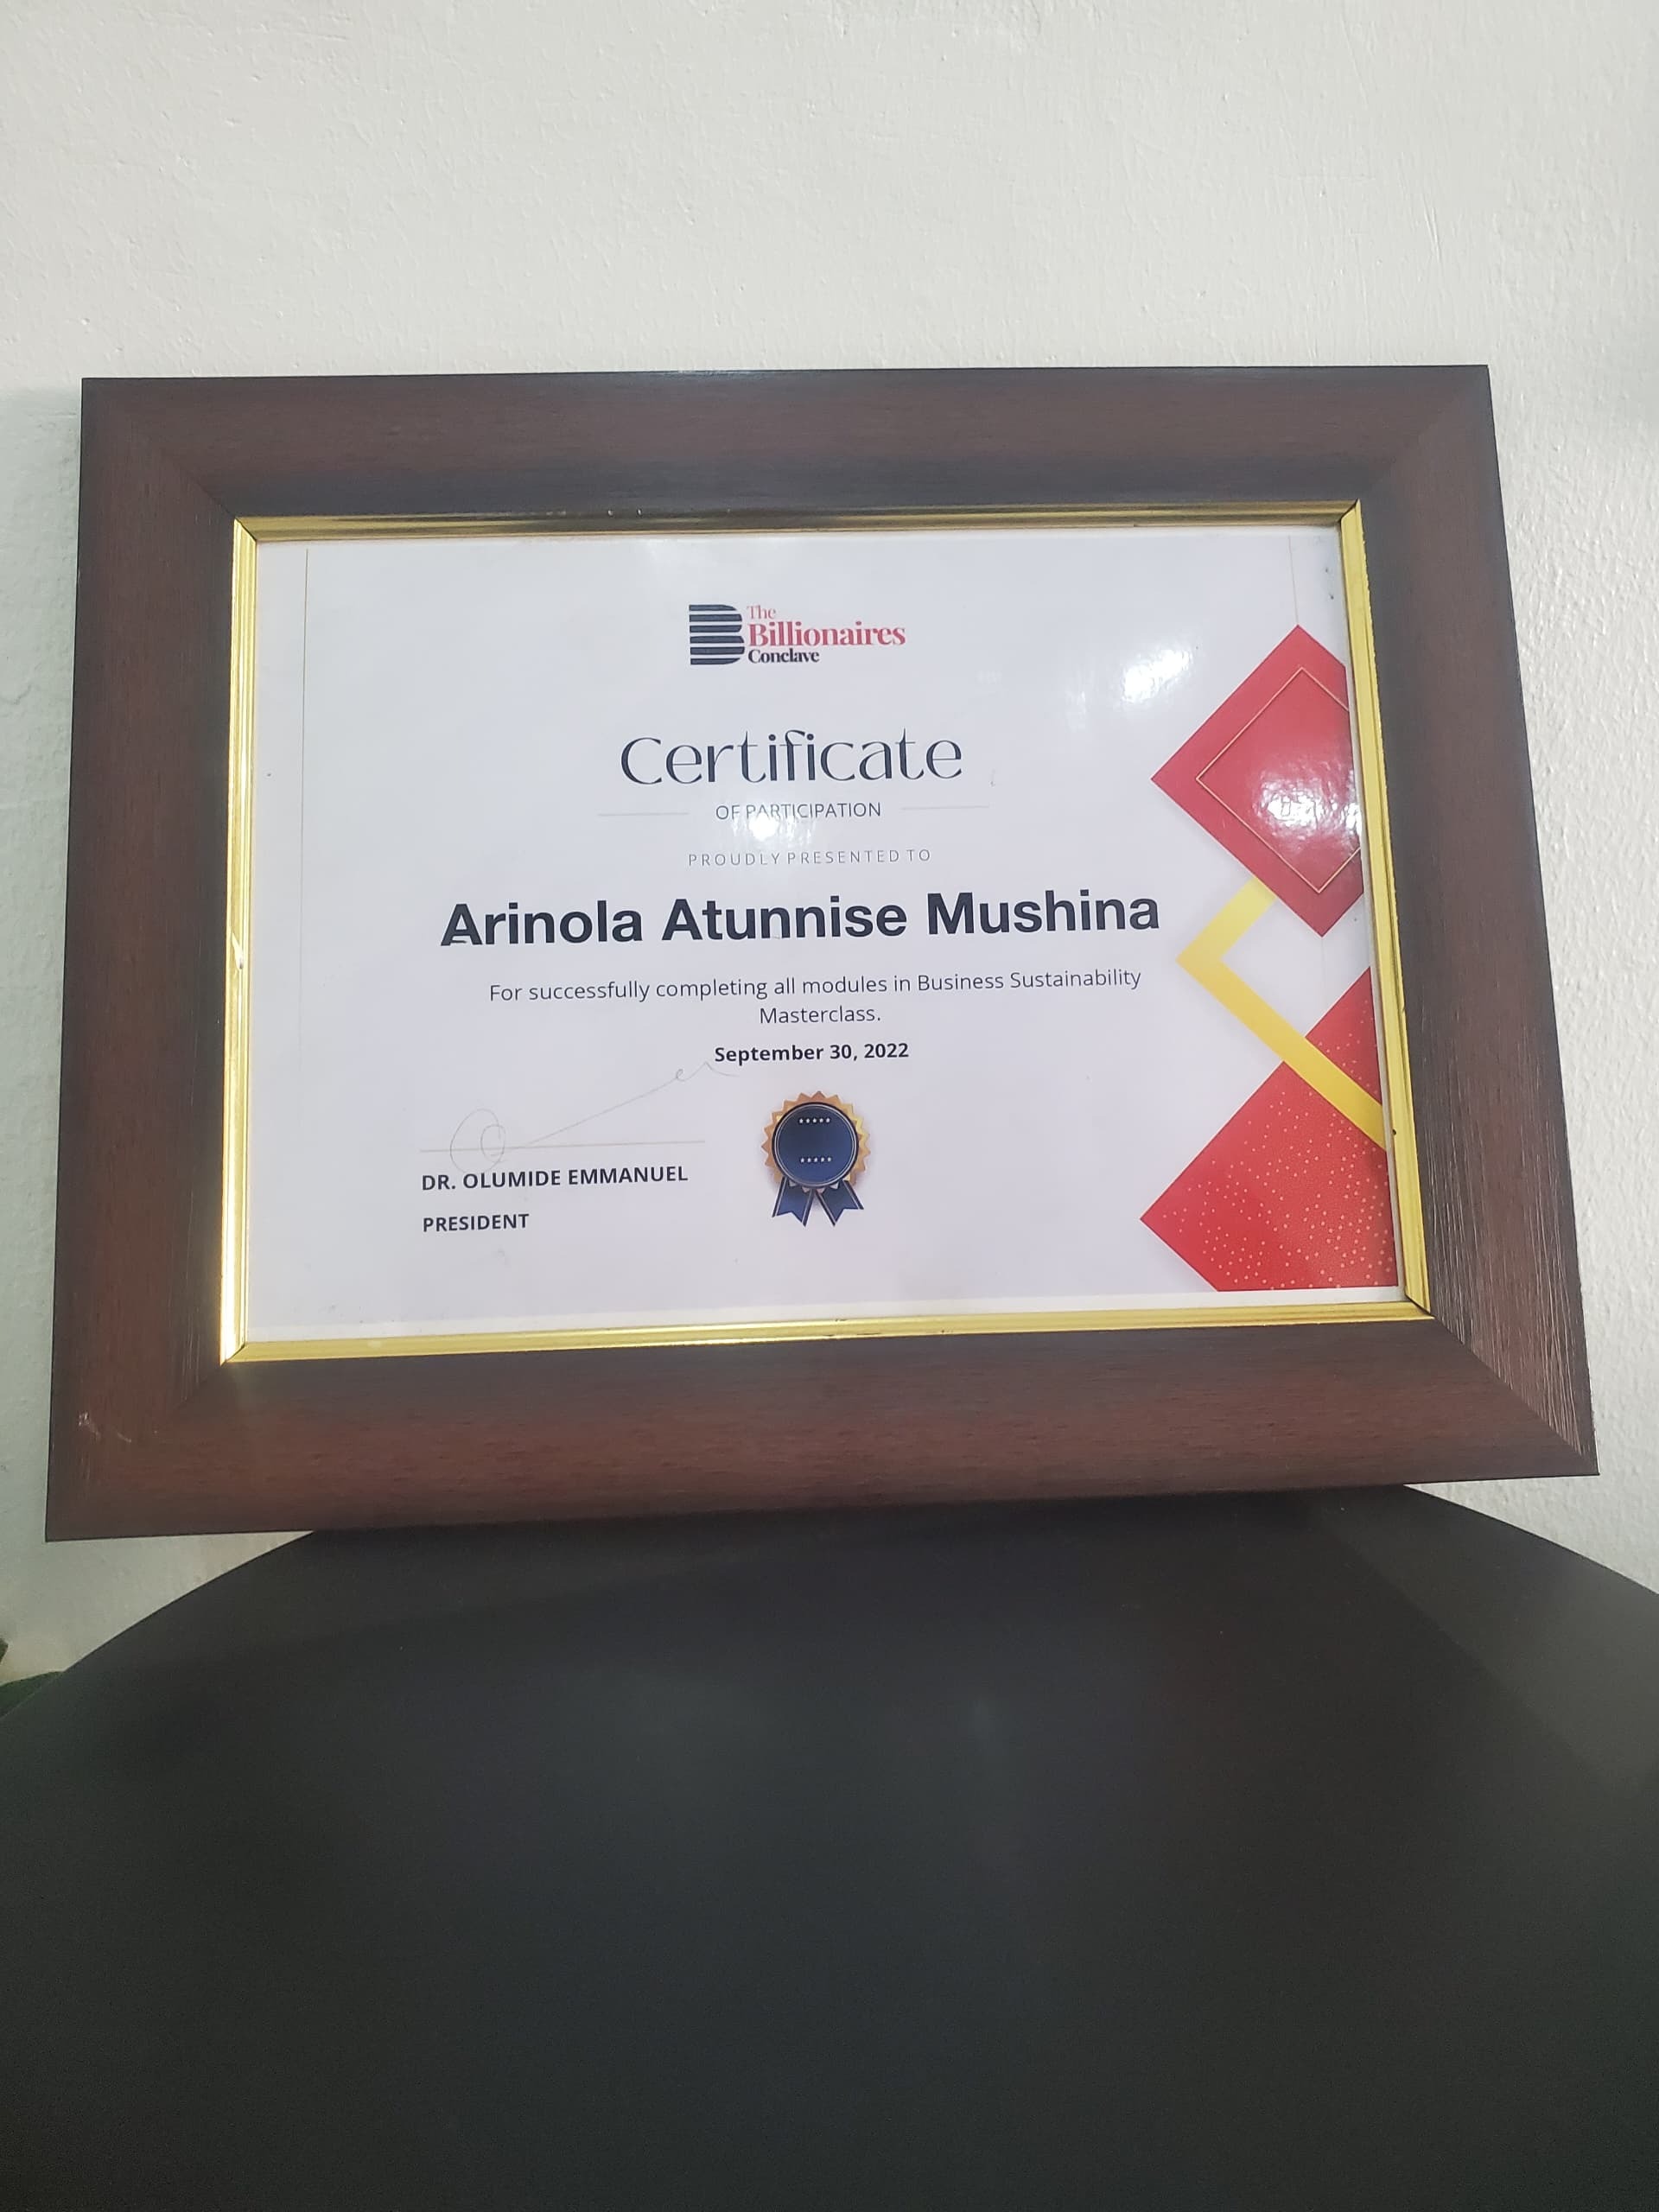 The
Billionaires
Conclave
Certificate
OF PARTICIPATION
PROUDLY PRESENTED TO
Arinola Atunnise Mushina
For successfully completing all modules in Business Sustainability
Masterclass.
September 30, 2022
DR. OLUMIDE EMMANUEL
PRESIDENT